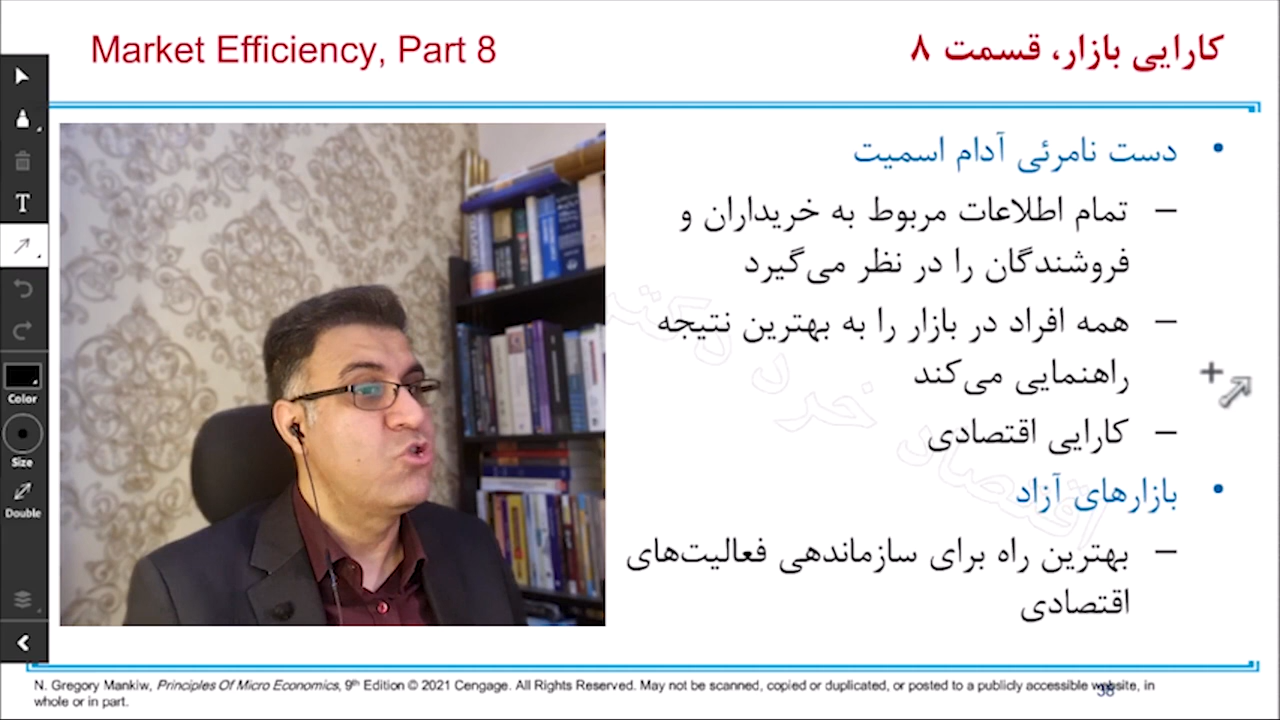 Market Efficiency, Part 8
کارایی بازار، قسمت ۸
• دست نامرئی آدام اسمیت
– تمام اطلاعات مربوط به خریداران و
فروشندگان را در نظر می‌گیرد
– همه افراد در بازار را به بهترین نتیجه
راهنمایی می‌کند
– کارایی اقتصادی
• بازارهای آزاد
– بهترین راه برای سازماندهی فعالیت‌های
اقتصادی
اقتصاد خرد دکتر
T
Color
Size
Double
N. Gregory Mankiw, Principles Of Micro Economics, 9th Edition © 2021 Cengage. All Rights Reserved. May not be scanned, copied or duplicated, or posted to a publicly accessible website, in
whole or in part.
38